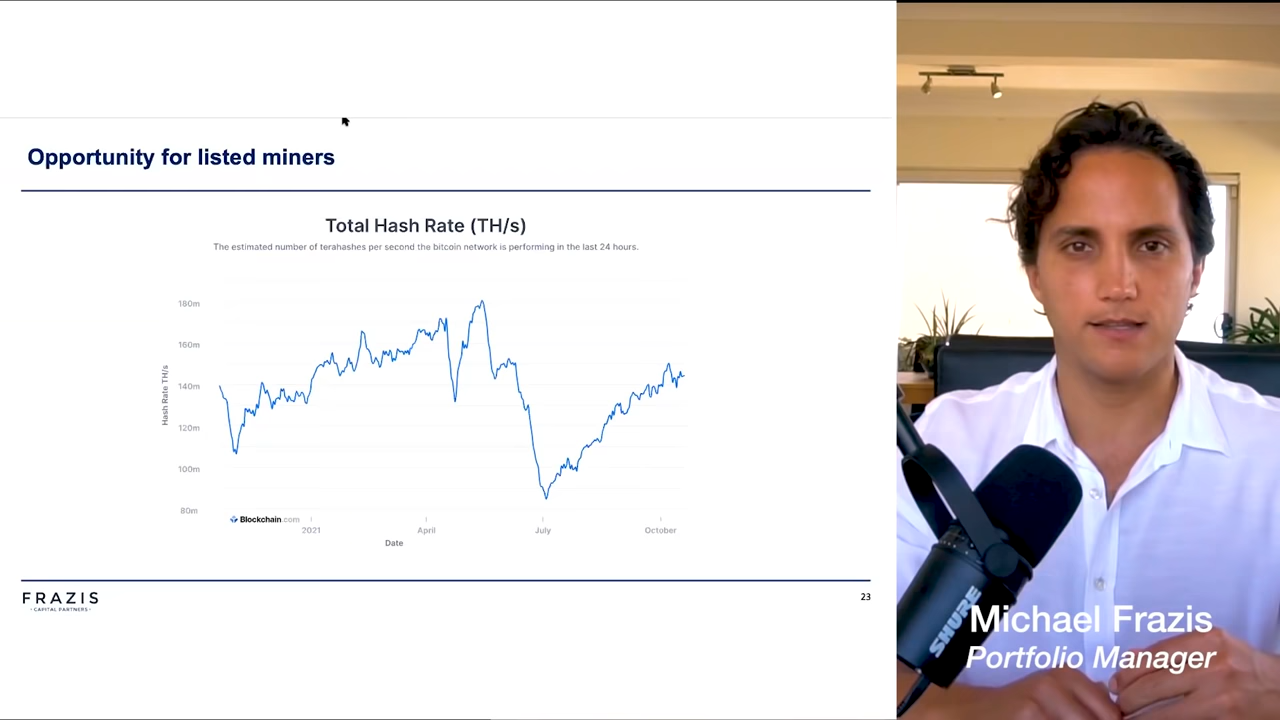 Opportunity for listed miners
Total Hash Rate (TH/s)
The estimated number of terahashes per second the bitcoin network is performing in the last 24 hours.
180m
160m
140m
120m
100m
80m
Hash Rate TH/s
Blockchain.com
2021
April
July
October
Date
FRAZIS
CAPITAL PARTNERS
23
SHURE
Michael Frazis
Portfolio Manager